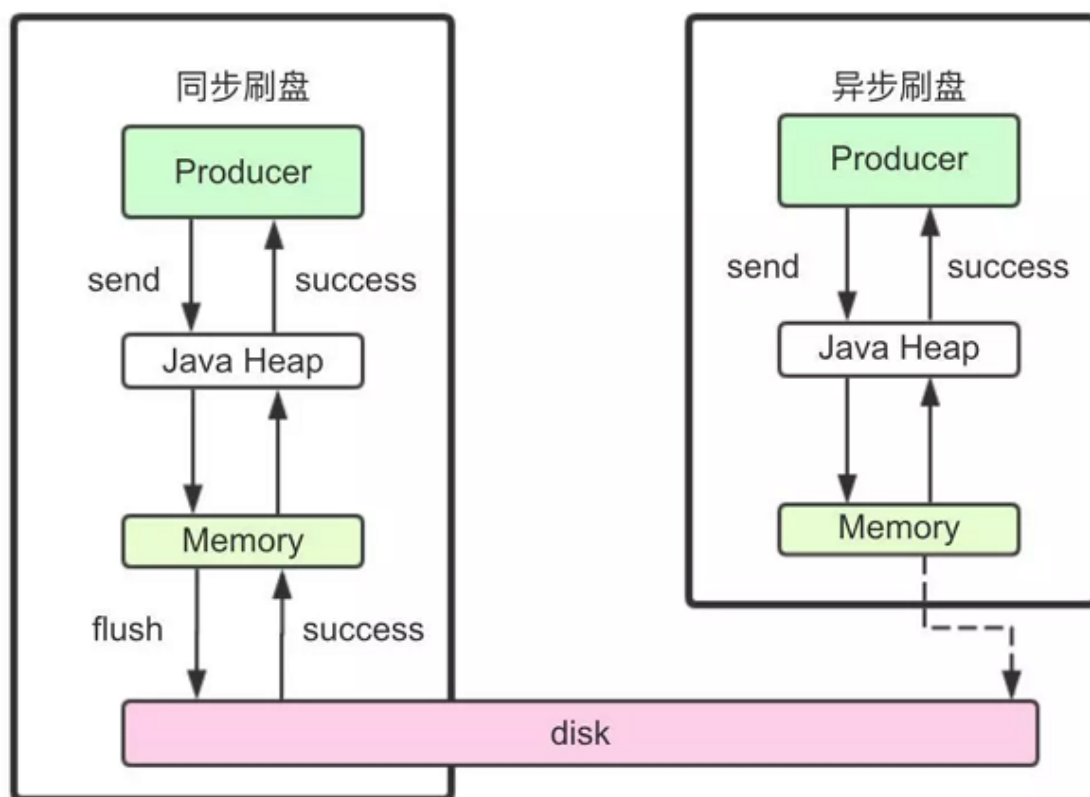 同步刷盘
Producer
send
success
Java Heap
Memory
flush
success
异步刷盘
Producer
send
success
Java Heap
Memory
disk